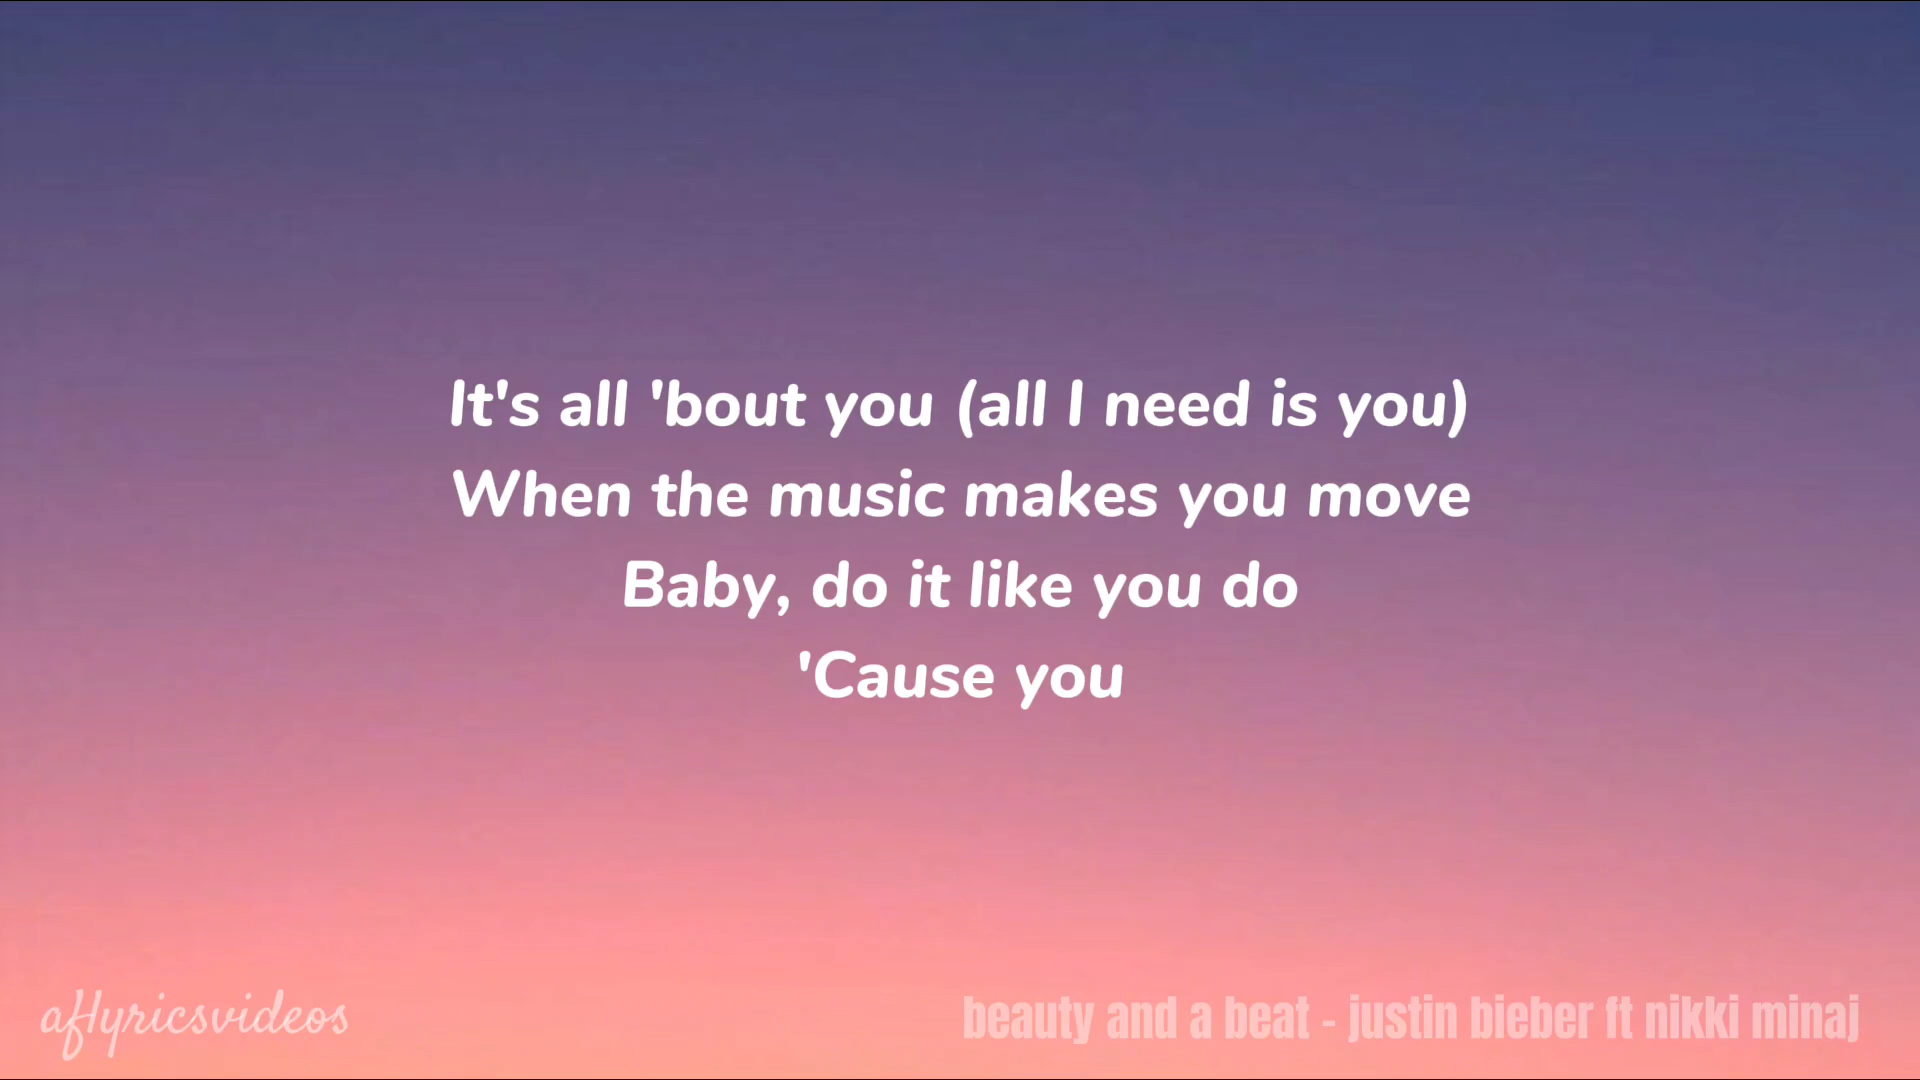 It's all 'bout you (all I need is you)
When the music makes you move
Baby, do it like you do
'Cause you
aflyricsvideos
beauty and a beat - justin bieber ft nikki minaj